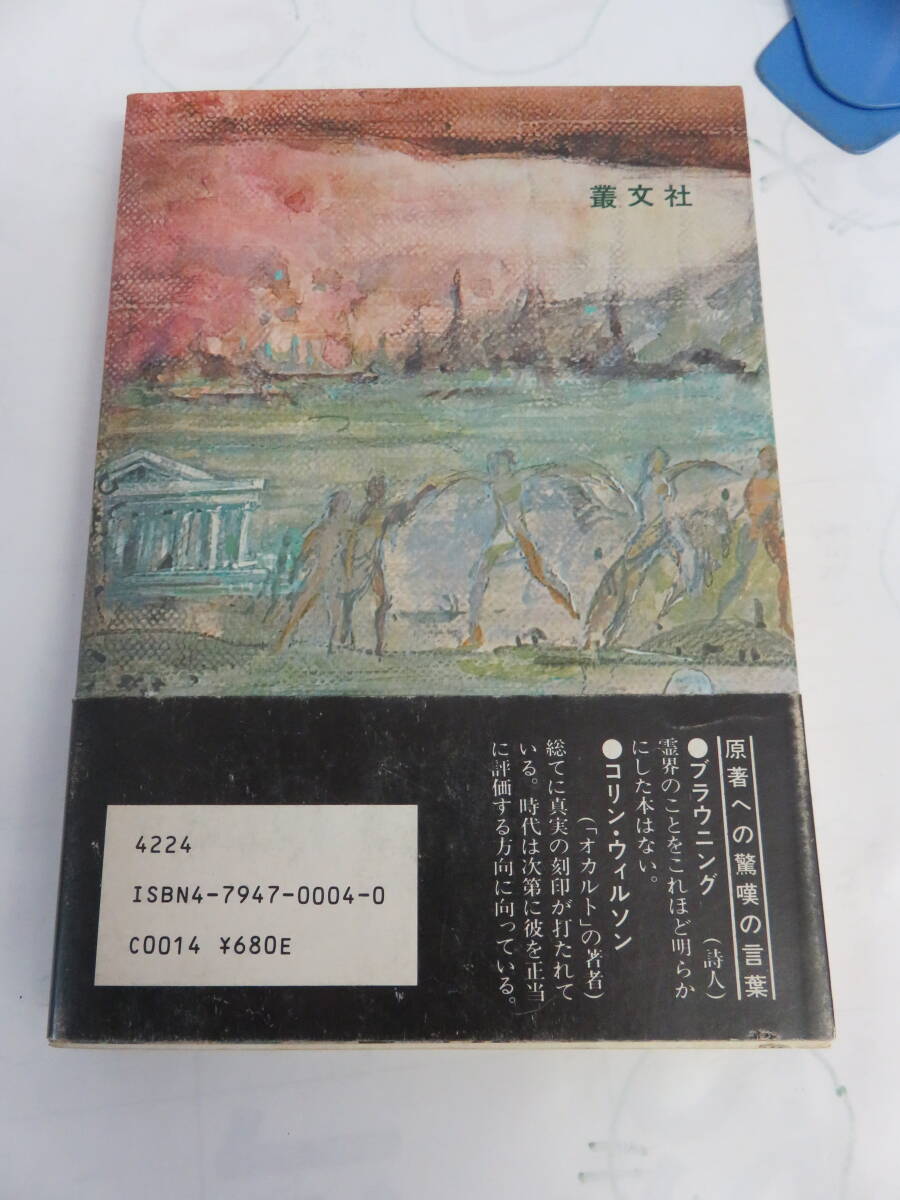 叢文社
原著への驚嘆の言葉
●ブラウニング(詩人)
霊界のことをこれほど明らか
にした本はない。
●コリン・ウィルソン
(「オカルト」の著者)
総てに真実の刻印が打たれて
いる。時代は次第に彼を正当
に評価する方向に向っている。
4224
ISBN4-7947-0004-0
C0014 ¥680E